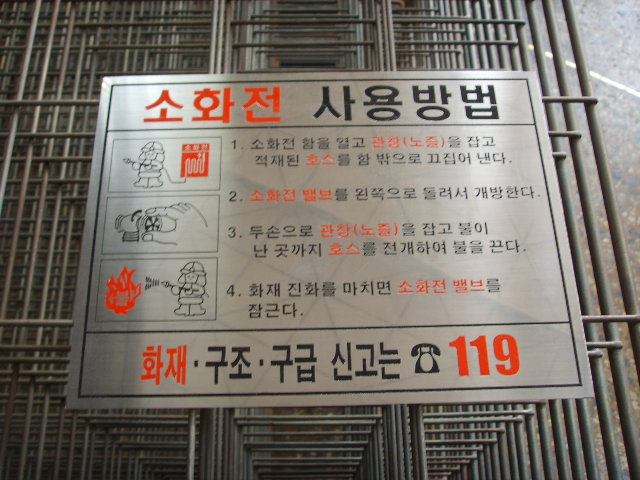 소화전 사용방법
소화전
1. 소화전 함을 열고 관창(노즐)을 잡고
적재된 호스를 함 밖으로 끄집어 낸다.
2. 소화전 밸브를 왼쪽으로 돌려서 개방한다.
3. 두손으로 관창(노즐)을 잡고 불이
난 곳까지 호스를 전개하여 불을 끈다.
4. 화재 진화를 마치면 소화전 밸브를
잠근다.
화재·구조·구급 신고는 ☎ 119